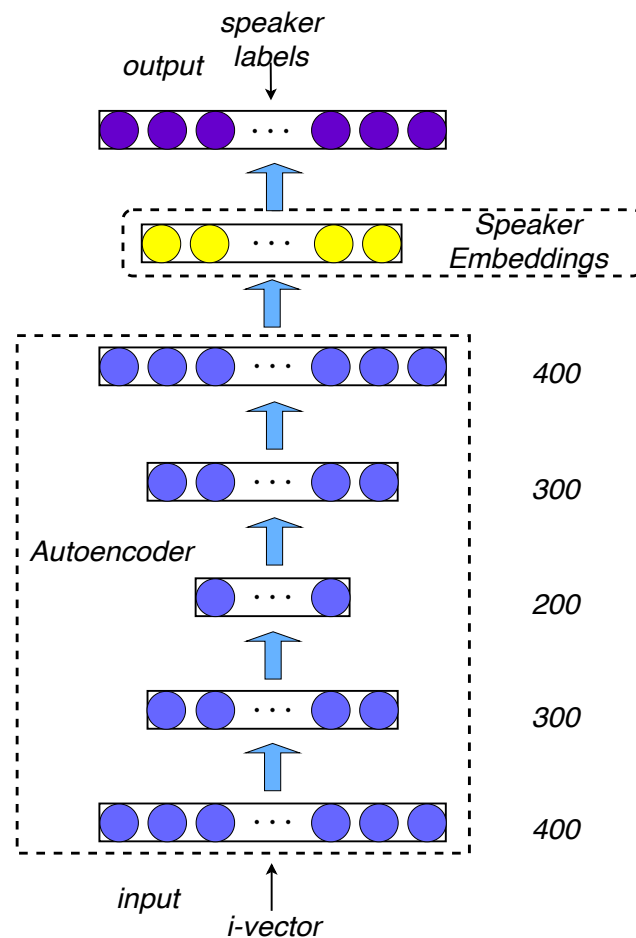 speaker
labels
output
Speaker
Embeddings
400
300
Autoencoder
200
300
400
input
i-vector